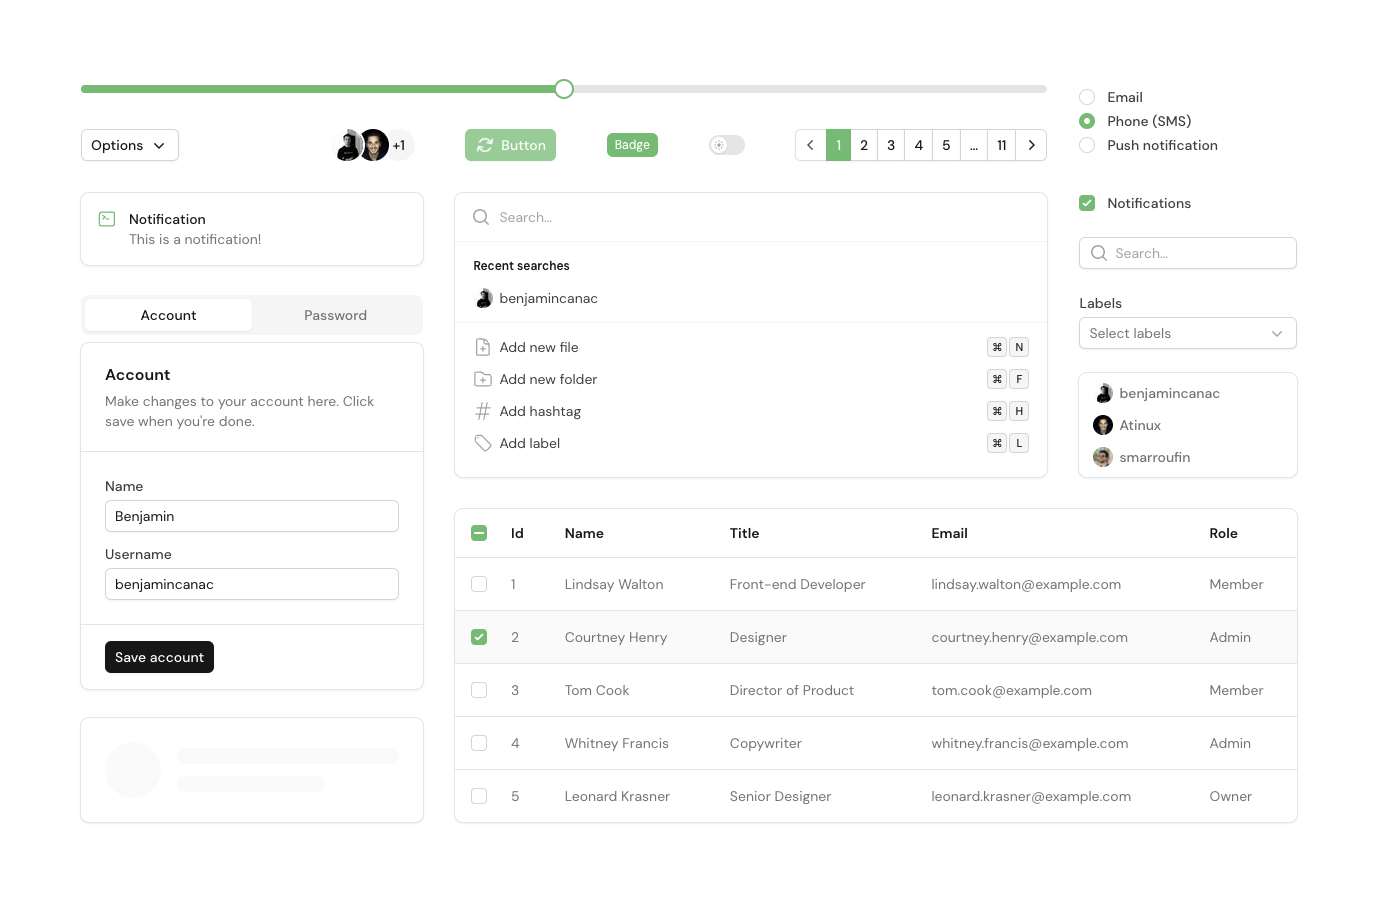 Email
Phone (SMS)
Push notification
Options
+1
Button
Badge
1 2 3 4 5 ... 11
Notification
This is a notification!
Account Password
Account
Make changes to your account here. Click
save when you're done.
Name
Benjamin
Username
benjamincanac
Save account
Search...
Recent searches
benjamincanac
Add new file ⌘ N
Add new folder ⌘ F
Add hashtag ⌘ H
Add label ⌘ L
Notifications
Search...
Labels
Select labels
benjamincanac
Atinux
smarroufin
Id Name Title Email Role
1 Lindsay Walton Front-end Developer lindsay.walton@example.com Member
2 Courtney Henry Designer courtney.henry@example.com Admin
3 Tom Cook Director of Product tom.cook@example.com Member
4 Whitney Francis Copywriter whitney.francis@example.com Admin
5 Leonard Krasner Senior Designer leonard.krasner@example.com Owner